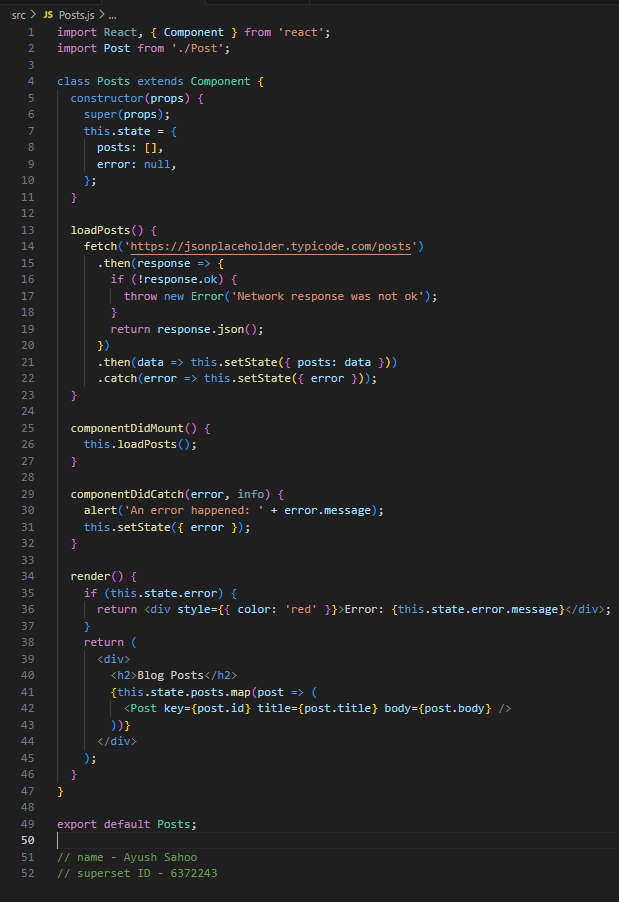 src > JS Posts.js > ...
1 import React, { Component } from 'react';
2 import Post from './Post';
3
4 class Posts extends Component {
5   constructor(props) {
6     super(props);
7     this.state = {
8       posts: [],
9       error: null,
10     };
11   }
12
13   loadPosts() {
14     fetch('https://jsonplaceholder.typicode.com/posts')
15       .then(response => {
16         if (!response.ok) {
17           throw new Error('Network response was not ok');
18         }
19         return response.json();
20       })
21       .then(data => this.setState({ posts: data }))
22       .catch(error => this.setState({ error }));
23   }
24
25   componentDidMount() {
26     this.loadPosts();
27   }
28
29   componentDidCatch(error, info) {
30     alert('An error happened: ' + error.message);
31     this.setState({ error });
32   }
33
34   render() {
35     if (this.state.error) {
36       return <div style={{ color: 'red' }}>Error: {this.state.error.message}</div>;
37     }
38     return (
39       <div>
40         <h2>Blog Posts</h2>
41         {this.state.posts.map(post => (
42           <Post key={post.id} title={post.title} body={post.body} />
43         ))}
44       </div>
45     );
46   }
47 }
48
49 export default Posts;
50
51 // name - Ayush Sahoo
52 // superset ID - 6372243